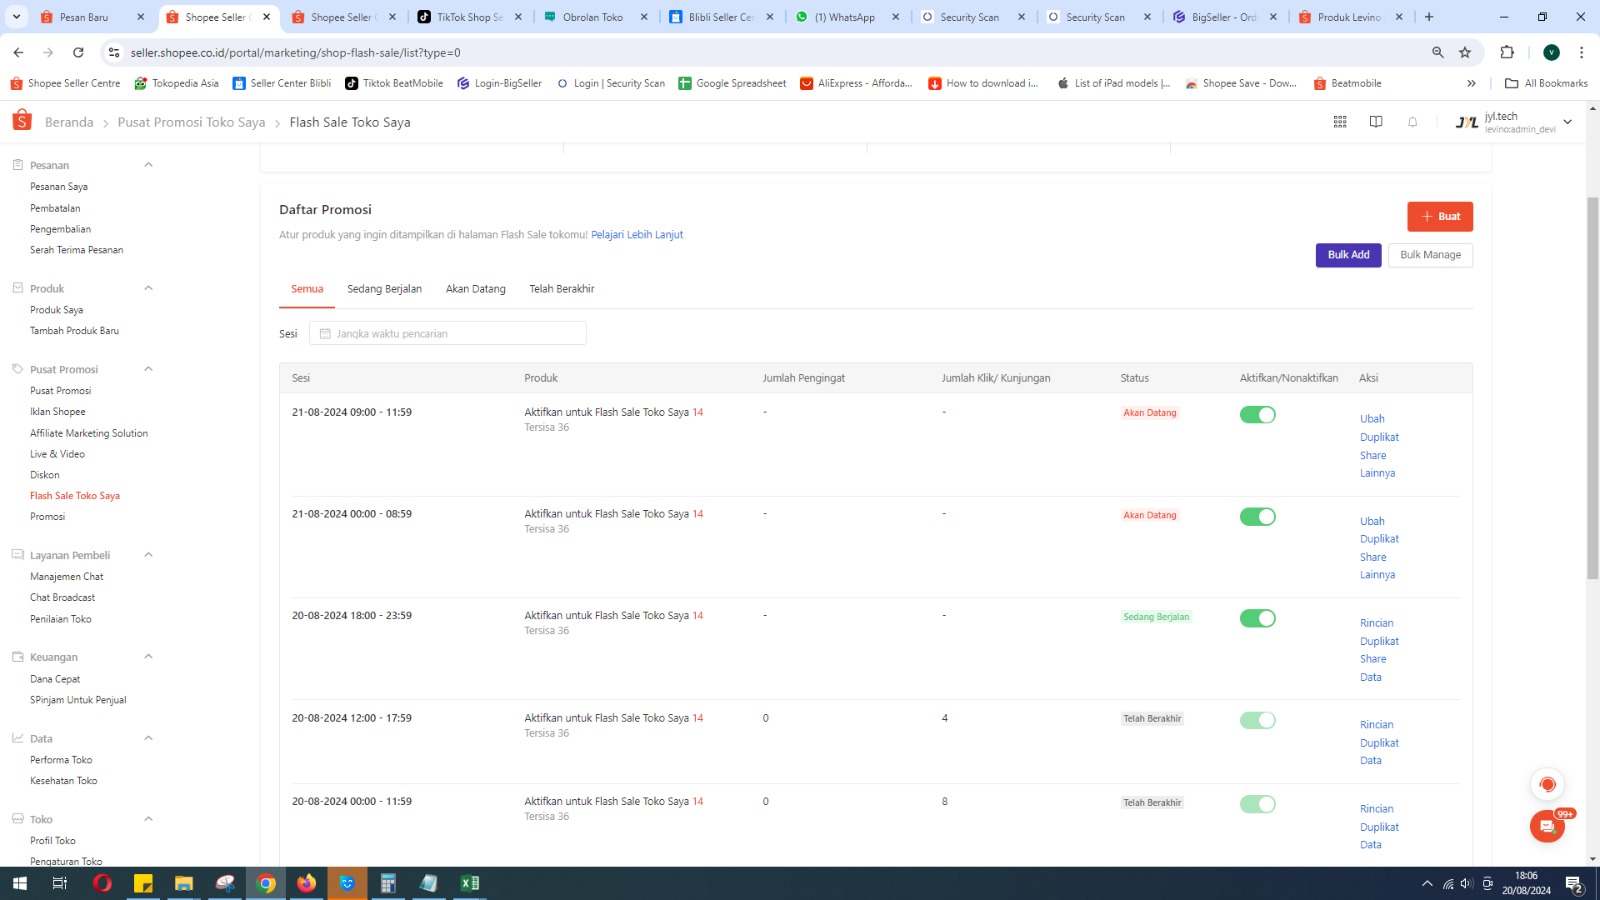 Pesan Baru
Shopee Seller C
Shopee Seller C
TikTok Shop Se
Obrolan Toko
Blibli Seller Ce
(1) WhatsApp
Security Scan
Security Scan
BigSeller - Ord
Produk Levino
seller.shopee.co.id/portal/marketing/shop-flash-sale/list?type=0
V
Shopee Seller Centre
Tokopedia Asia
Seller Center Blibli
Tiktok BeatMobile
Login-BigSeller
Login | Security Scan
Google Spreadsheet
AliExpress - Afforda...
How to download i...
List of iPad models |...
Shopee Save - Dow...
Beatmobile
All Bookmarks
Beranda > Pusat Promosi Toko Saya > Flash Sale Toko Saya
JYL
jyl.tech
levino:admin_devi
Pesanan
Pesanan Saya
Pembatalan
Pengembalian
Serah Terima Pesanan
Produk
Produk Saya
Tambah Produk Baru
Pusat Promosi
Pusat Promosi
Iklan Shopee
Affiliate Marketing Solution
Live & Video
Diskon
Flash Sale Toko Saya
Promosi
Layanan Pembeli
Manajemen Chat
Chat Broadcast
Penilaian Toko
Keuangan
Dana Cepat
SPinjam Untuk Penjual
Data
Performa Toko
Kesehatan Toko
Toko
Profil Toko
Pengaturan Toko
Daftar Promosi
Atur produk yang ingin ditampilkan di halaman Flash Sale tokomu! Pelajari Lebih Lanjut
+ Buat
Bulk Add
Bulk Manage
Semua
Sedang Berjalan
Akan Datang
Telah Berakhir
Sesi
Jangka waktu pencarian
Sesi
Produk
Jumlah Pengingat
Jumlah Klik/ Kunjungan
Status
Aktifkan/Nonaktifkan
Aksi
21-08-2024 09:00 - 11:59
Aktifkan untuk Flash Sale Toko Saya 14
Tersisa 36
-
-
Akan Datang
Ubah
Duplikat
Share
Lainnya
21-08-2024 00:00 - 08:59
Aktifkan untuk Flash Sale Toko Saya 14
Tersisa 36
-
-
Akan Datang
Ubah
Duplikat
Share
Lainnya
20-08-2024 18:00 - 23:59
Aktifkan untuk Flash Sale Toko Saya 14
Tersisa 36
-
-
Sedang Berjalan
Rincian
Duplikat
Share
Data
20-08-2024 12:00 - 17:59
Aktifkan untuk Flash Sale Toko Saya 14
Tersisa 36
0
4
Telah Berakhir
Rincian
Duplikat
Data
20-08-2024 00:00 - 11:59
Aktifkan untuk Flash Sale Toko Saya 14
Tersisa 36
0
8
Telah Berakhir
Rincian
Duplikat
Data
99+
18:06
20/08/2024
2